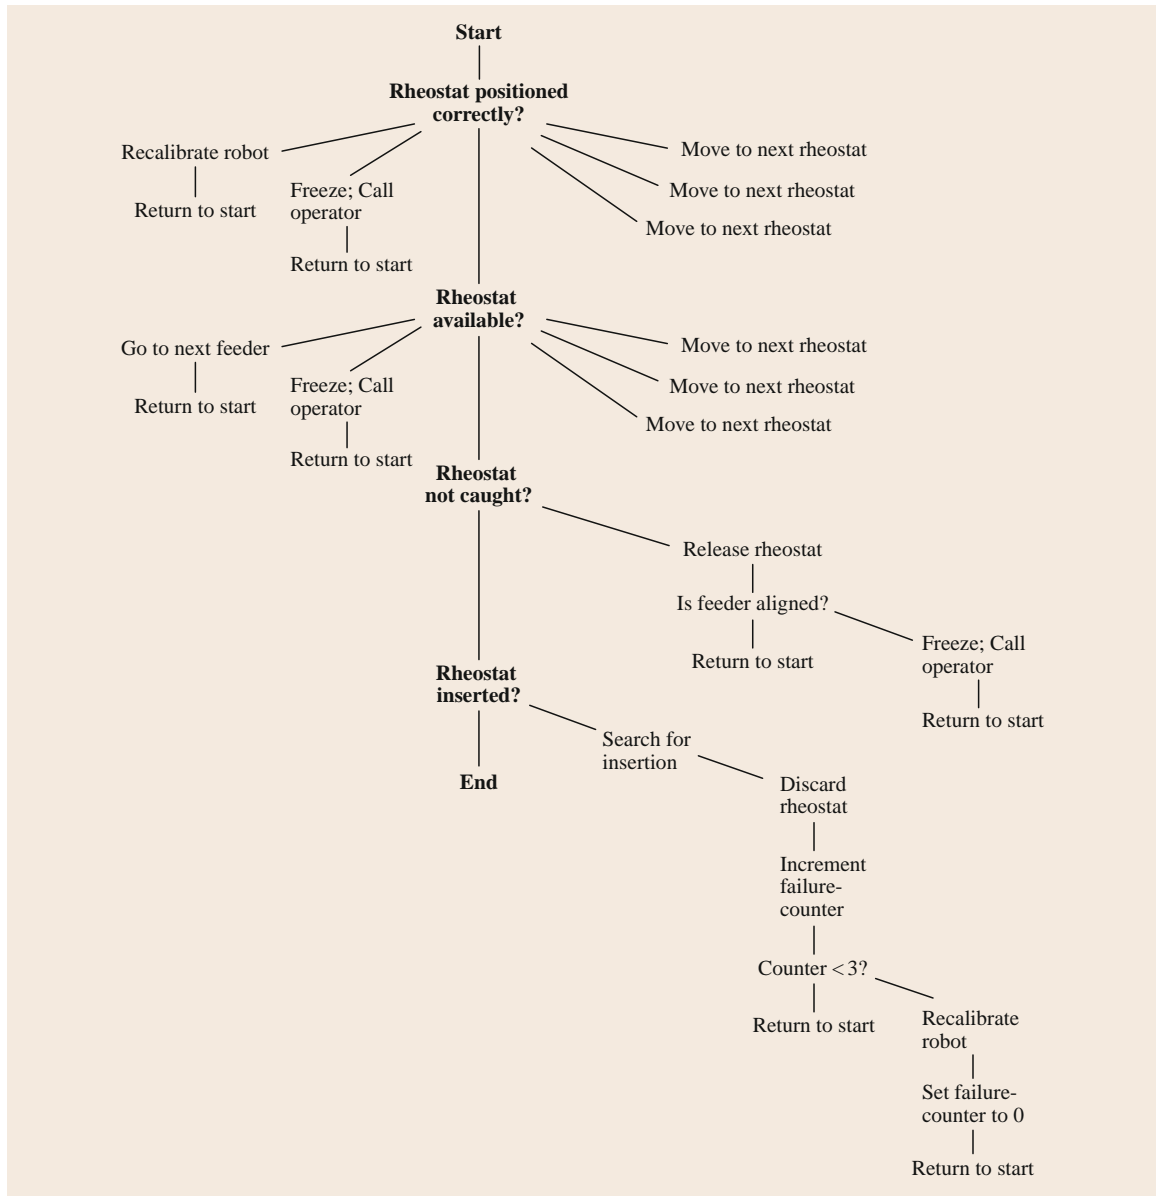 Start
Rheostat positioned
correctly?
Recalibrate robot
Return to start
Freeze; Call
operator
Return to start
Move to next rheostat
Move to next rheostat
Move to next rheostat
Rheostat
available?
Go to next feeder
Return to start
Freeze; Call
operator
Return to start
Move to next rheostat
Move to next rheostat
Move to next rheostat
Rheostat
not caught?
Release rheostat
Is feeder aligned?
Return to start
Freeze; Call
operator
Return to start
Rheostat
inserted?
End
Search for
insertion
Discard
rheostat
Increment
failure-
counter
Counter < 3?
Return to start
Recalibrate
robot
Set failure-
counter to 0
Return to start